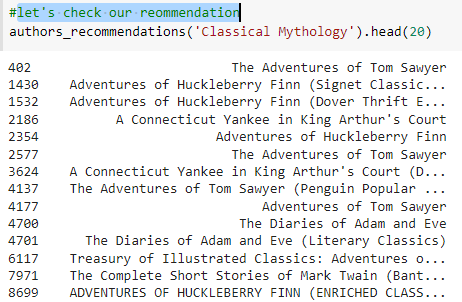 #let's check our reommendation
authors_recommendations('Classical Mythology').head(20)
402 The Adventures of Tom Sawyer
1430 Adventures of Huckleberry Finn (Signet Classic...
1532 Adventures of Huckleberry Finn (Dover Thrift E...
2186 A Connecticut Yankee in King Arthur's Court
2354 Adventures of Huckleberry Finn
2577 The Adventures of Tom Sawyer
3624 A Connecticut Yankee in King Arthur's Court (D...
4137 The Adventures of Tom Sawyer (Penguin Popular ...
4177 Adventures of Tom Sawyer
4700 The Diaries of Adam and Eve
4701 The Diaries of Adam and Eve (Literary Classics)
6117 Treasury of Illustrated Classics: Adventures o...
7971 The Complete Short Stories of Mark Twain (Bant...
8699 ADVENTURES OF HUCKLEBERRY FINN (ENRICHED CLASS...